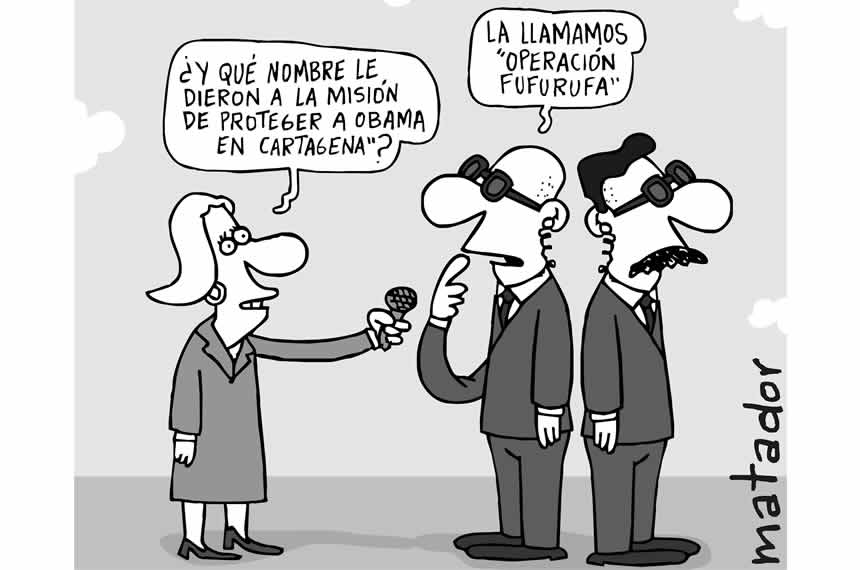 ¿Y QUÉ NOMBRE LE
DIERON A LA MISIÓN
DE PROTEGER A OBAMA
EN CARTAGENA"?
LA LLAMAMOS
"OPERACIÓN
FUFURUFA"
matador